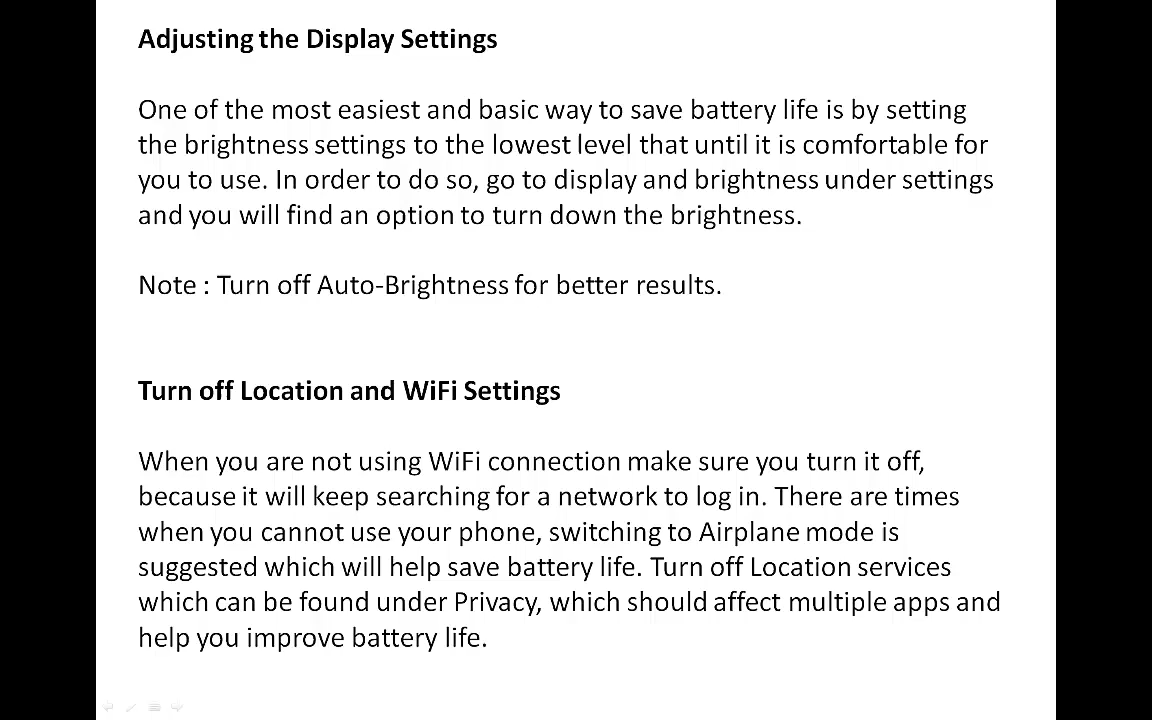 Adjusting the Display Settings
One of the most easiest and basic way to save battery life is by setting
the brightness settings to the lowest level that until it is comfortable for
you to use. In order to do so, go to display and brightness under settings
and you will find an option to turn down the brightness.
Note : Turn off Auto-Brightness for better results.
Turn off Location and WiFi Settings
When you are not using WiFi connection make sure you turn it off,
because it will keep searching for a network to log in. There are times
when you cannot use your phone, switching to Airplane mode is
suggested which will help save battery life. Turn off Location services
which can be found under Privacy, which should affect multiple apps and
help you improve battery life.